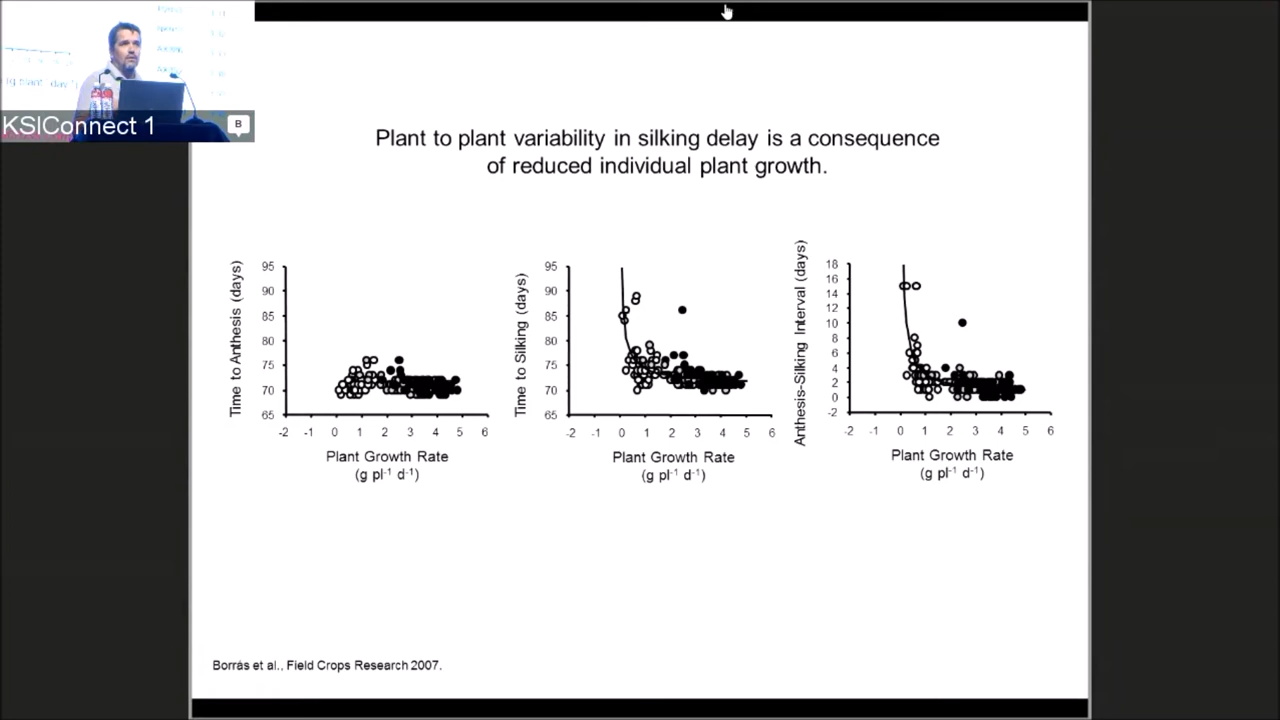 KSIConnect 1
B
Plant to plant variability in silking delay is a consequence
of reduced individual plant growth.
Time to Anthesis (days)
95
90
85
80
75
70
65
-2 -1 0 1 2 3 4 5 6
Plant Growth Rate
(g pl-1 d-1)
Time to Silking (days)
95
90
85
80
75
70
65
-2 -1 0 1 2 3 4 5 6
Plant Growth Rate
(g pl-1 d-1)
Anthesis-Silking Interval (days)
18
16
14
12
10
8
6
4
2
0
-2
-2 -1 0 1 2 3 4 5 6
Plant Growth Rate
(g pl-1 d-1)
Borrás et al., Field Crops Research 2007.